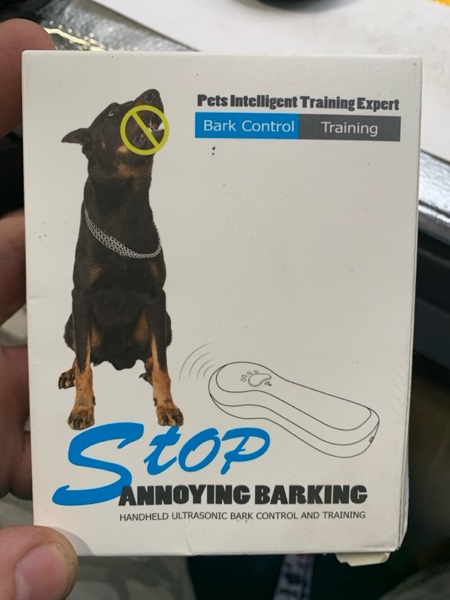 Pets Intelligent Training Expert
Bark Control Training
StOP
ANNOYING BARKING
HANDHELD ULTRASONIC BARK CONTROL AND TRAINING